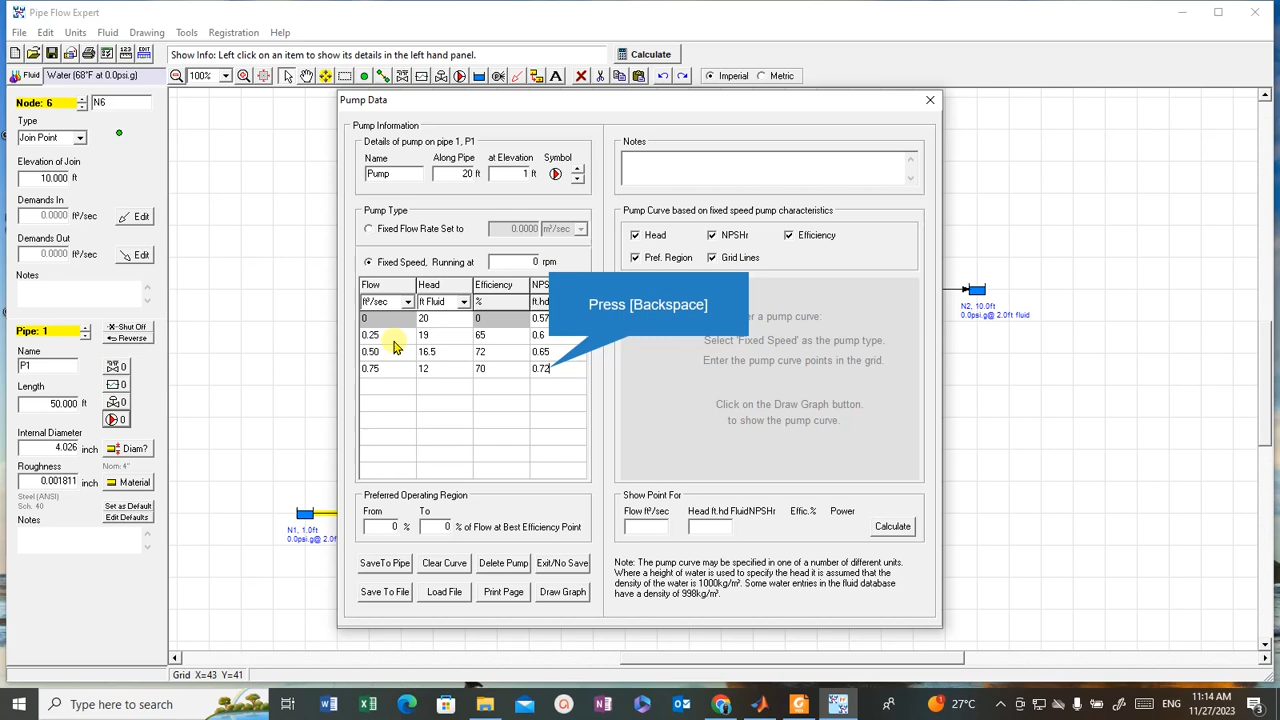 Pipe Flow Expert
File Edit Units Fluid Drawing Tools Registration Help
Show Info: Left click on an item to show its details in the left hand panel.
Calculate
Fluid Water (68°F at 0.0psi.g)
100%
Imperial Metric
Node: 6 N6
Type
Join Point
Elevation of Join
10.000 ft
Demands In
0.0000 ft³/sec Edit
Demands Out
0.0000 ft³/sec Edit
Notes
Pipe: 1
Shut Off
Reverse
Name
P1
0
Length
50.000 ft
0
0
0
Internal Diameter
4.026 inch Diam?
Roughness Nom: 4"
0.001811 inch Material
Steel (ANSI)
Sch. 40
Set as Default
Edit Defaults
Notes
N1, 1.0ft
0.0psi.g @ 2.0f
N2, 10.0ft
0.0psi.g @ 2.0ft fluid
Pump Data
Pump Information
Details of pump on pipe 1, P1
Name Along Pipe at Elevation Symbol
Pump 20 ft 1 ft
Pump Type
Fixed Flow Rate Set to 0.0000 m³/sec
Fixed Speed, Running at 0 rpm
Flow Head Efficiency NPS
ft³/sec ft Fluid % ft.hd
0 20 0 0.57
0.25 19 65 0.6
0.50 16.5 72 0.65
0.75 12 70 0.72
Press [Backspace]
Preferred Operating Region
From To
0 % 0 % of Flow at Best Efficiency Point
SaveTo Pipe Clear Curve Delete Pump Exit/No Save
Save To File Load File Print Page Draw Graph
Notes
Pump Curve based on fixed speed pump characteristics
Head NPSHr Efficiency
Pref. Region Grid Lines
r a pump curve:
Select 'Fixed Speed' as the pump type.
Enter the pump curve points in the grid.
Click on the Draw Graph button.
to show the pump curve.
Show Point For
Flow ft³/sec Head ft.hd Fluid NPSHr Effic.% Power
Calculate
Note: The pump curve may be specified in one of a number of different units.
Where a height of water is used to specify the head it is assumed that the
density of the water is 1000kg/m³. Some water entries in the fluid database
have a density of 998kg/m³.
Grid X=43 Y=41
Type here to search
27°C
11:14 AM
11/27/2023